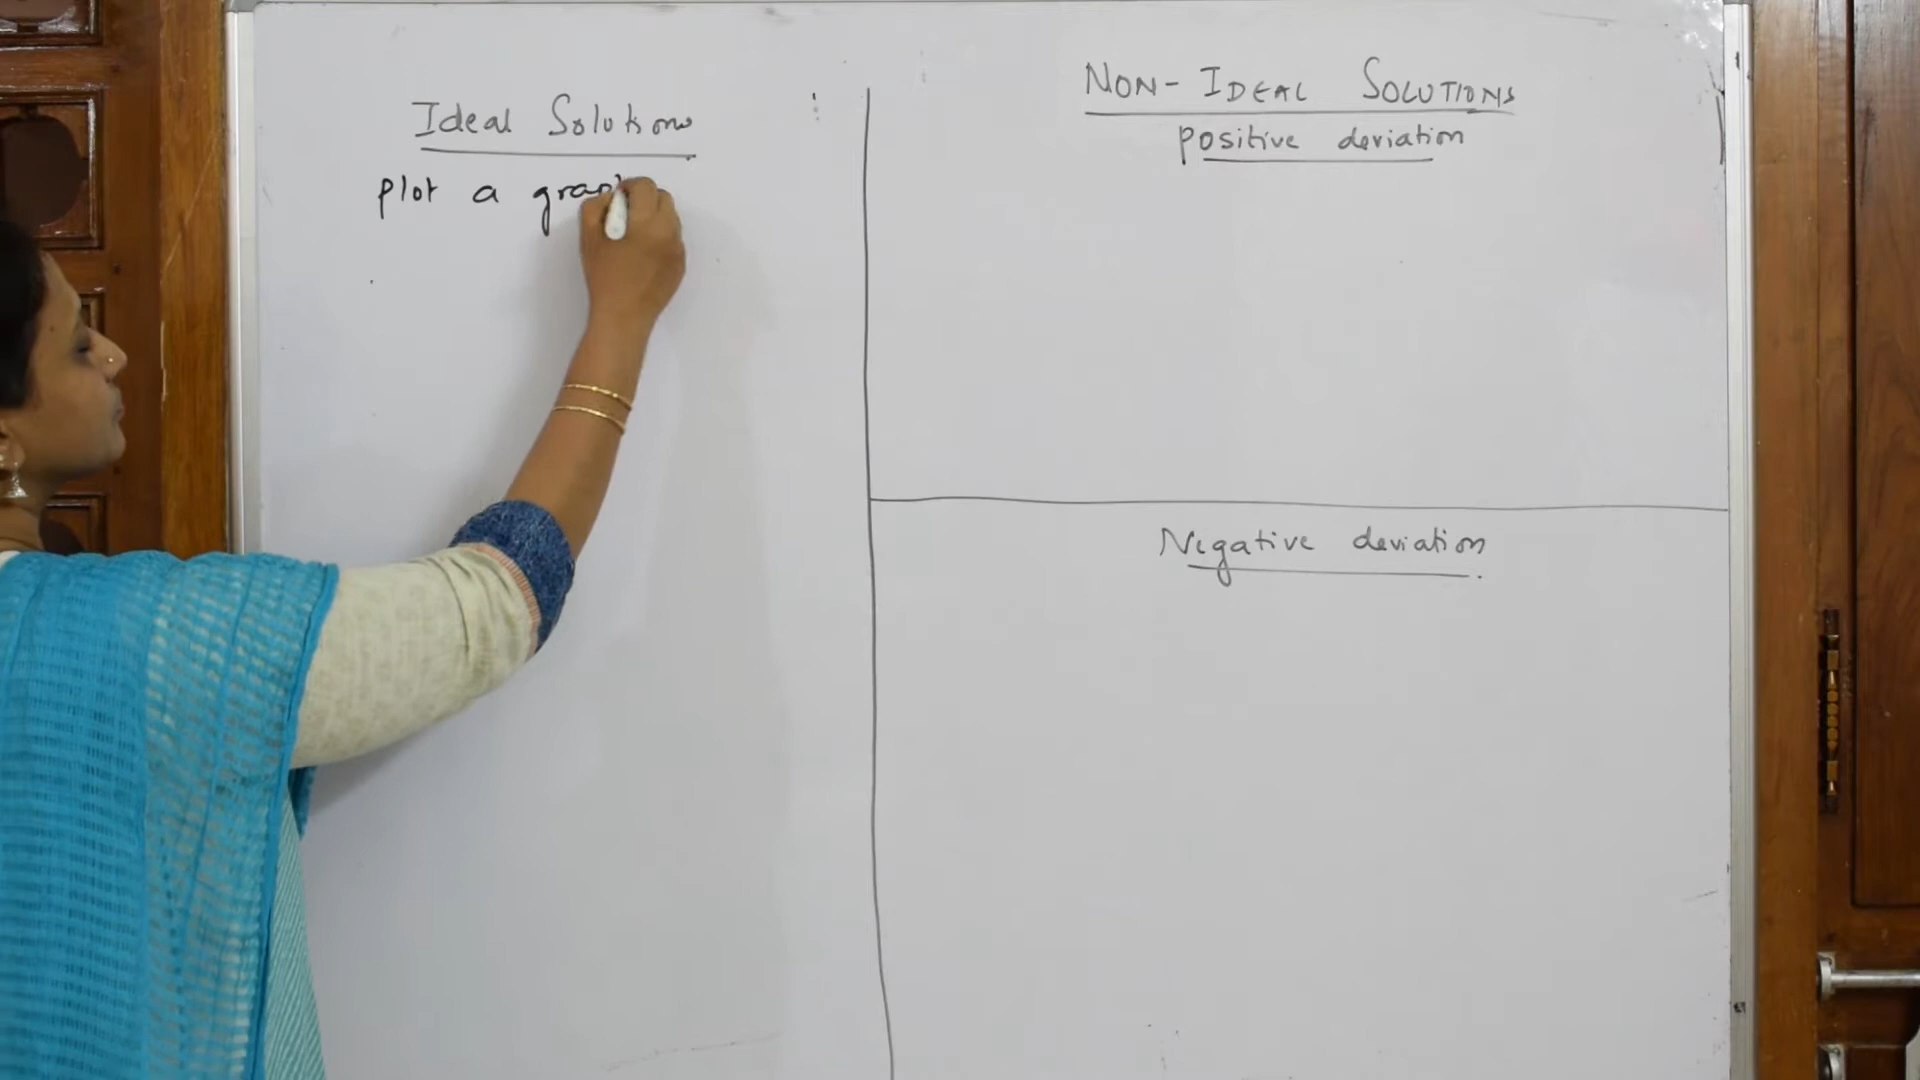 Ideal Solutions
plot a grap
NON-IDEAL SOLUTIONS
positive deviation
Negative deviation